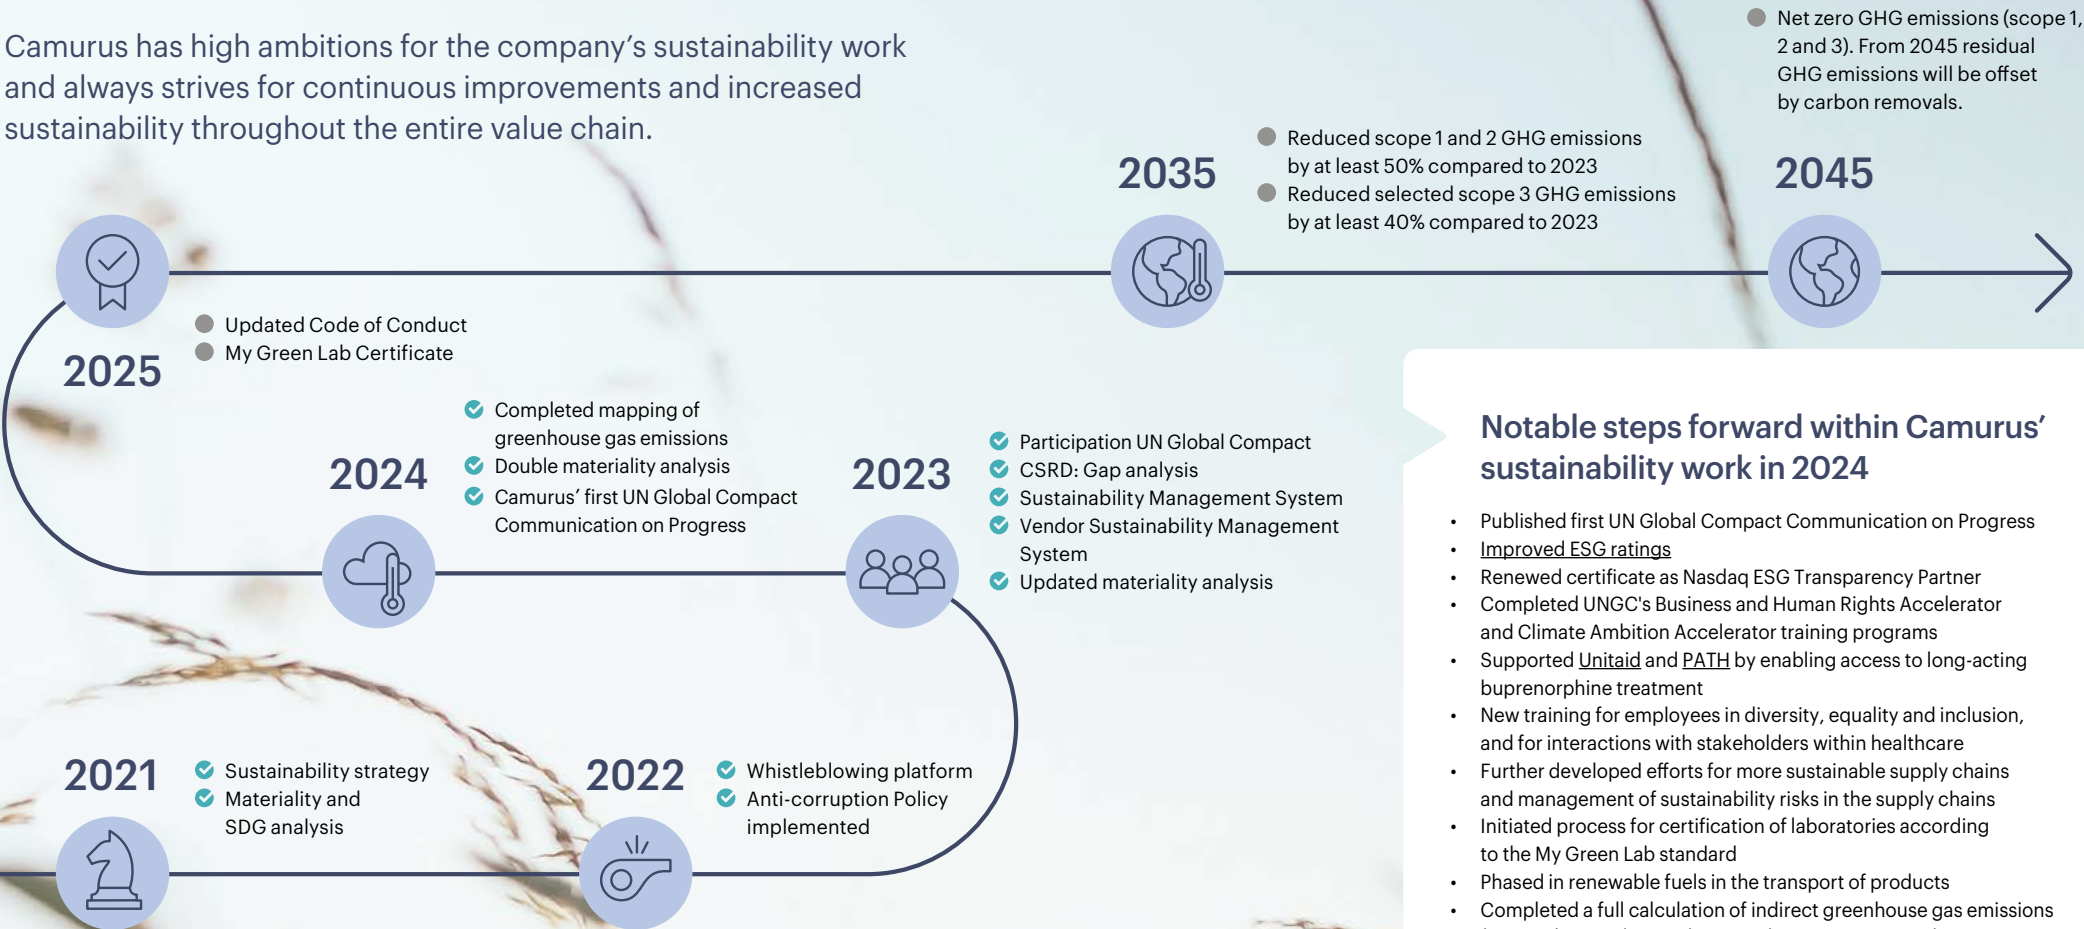 Camurus has high ambitions for the company's sustainability work
and always strives for continuous improvements and increased
sustainability throughout the entire value chain.
Net zero GHG emissions (scope 1,
2 and 3). From 2045 residual
GHG emissions will be offset
by carbon removals.
2045
2035
Reduced scope 1 and 2 GHG emissions
by at least 50% compared to 2023
Reduced selected scope 3 GHG emissions
by at least 40% compared to 2023
2025
Updated Code of Conduct
My Green Lab Certificate
2024
Completed mapping of
greenhouse gas emissions
Double materiality analysis
Camurus' first UN Global Compact
Communication on Progress
2023
Participation UN Global Compact
CSRD: Gap analysis
Sustainability Management System
Vendor Sustainability Management
System
Updated materiality analysis
2021
Sustainability strategy
Materiality and
SDG analysis
2022
Whistleblowing platform
Anti-corruption Policy
implemented
Notable steps forward within Camurus'
sustainability work in 2024
• Published first UN Global Compact Communication on Progress
• Improved ESG ratings
• Renewed certificate as Nasdaq ESG Transparency Partner
• Completed UNGC's Business and Human Rights Accelerator
and Climate Ambition Accelerator training programs
• Supported Unitaid and PATH by enabling access to long-acting
buprenorphine treatment
• New training for employees in diversity, equality and inclusion,
and for interactions with stakeholders within healthcare
• Further developed efforts for more sustainable supply chains
and management of sustainability risks in the supply chains
• Initiated process for certification of laboratories according
to the My Green Lab standard
• Phased in renewable fuels in the transport of products
• Completed a full calculation of indirect greenhouse gas emissions